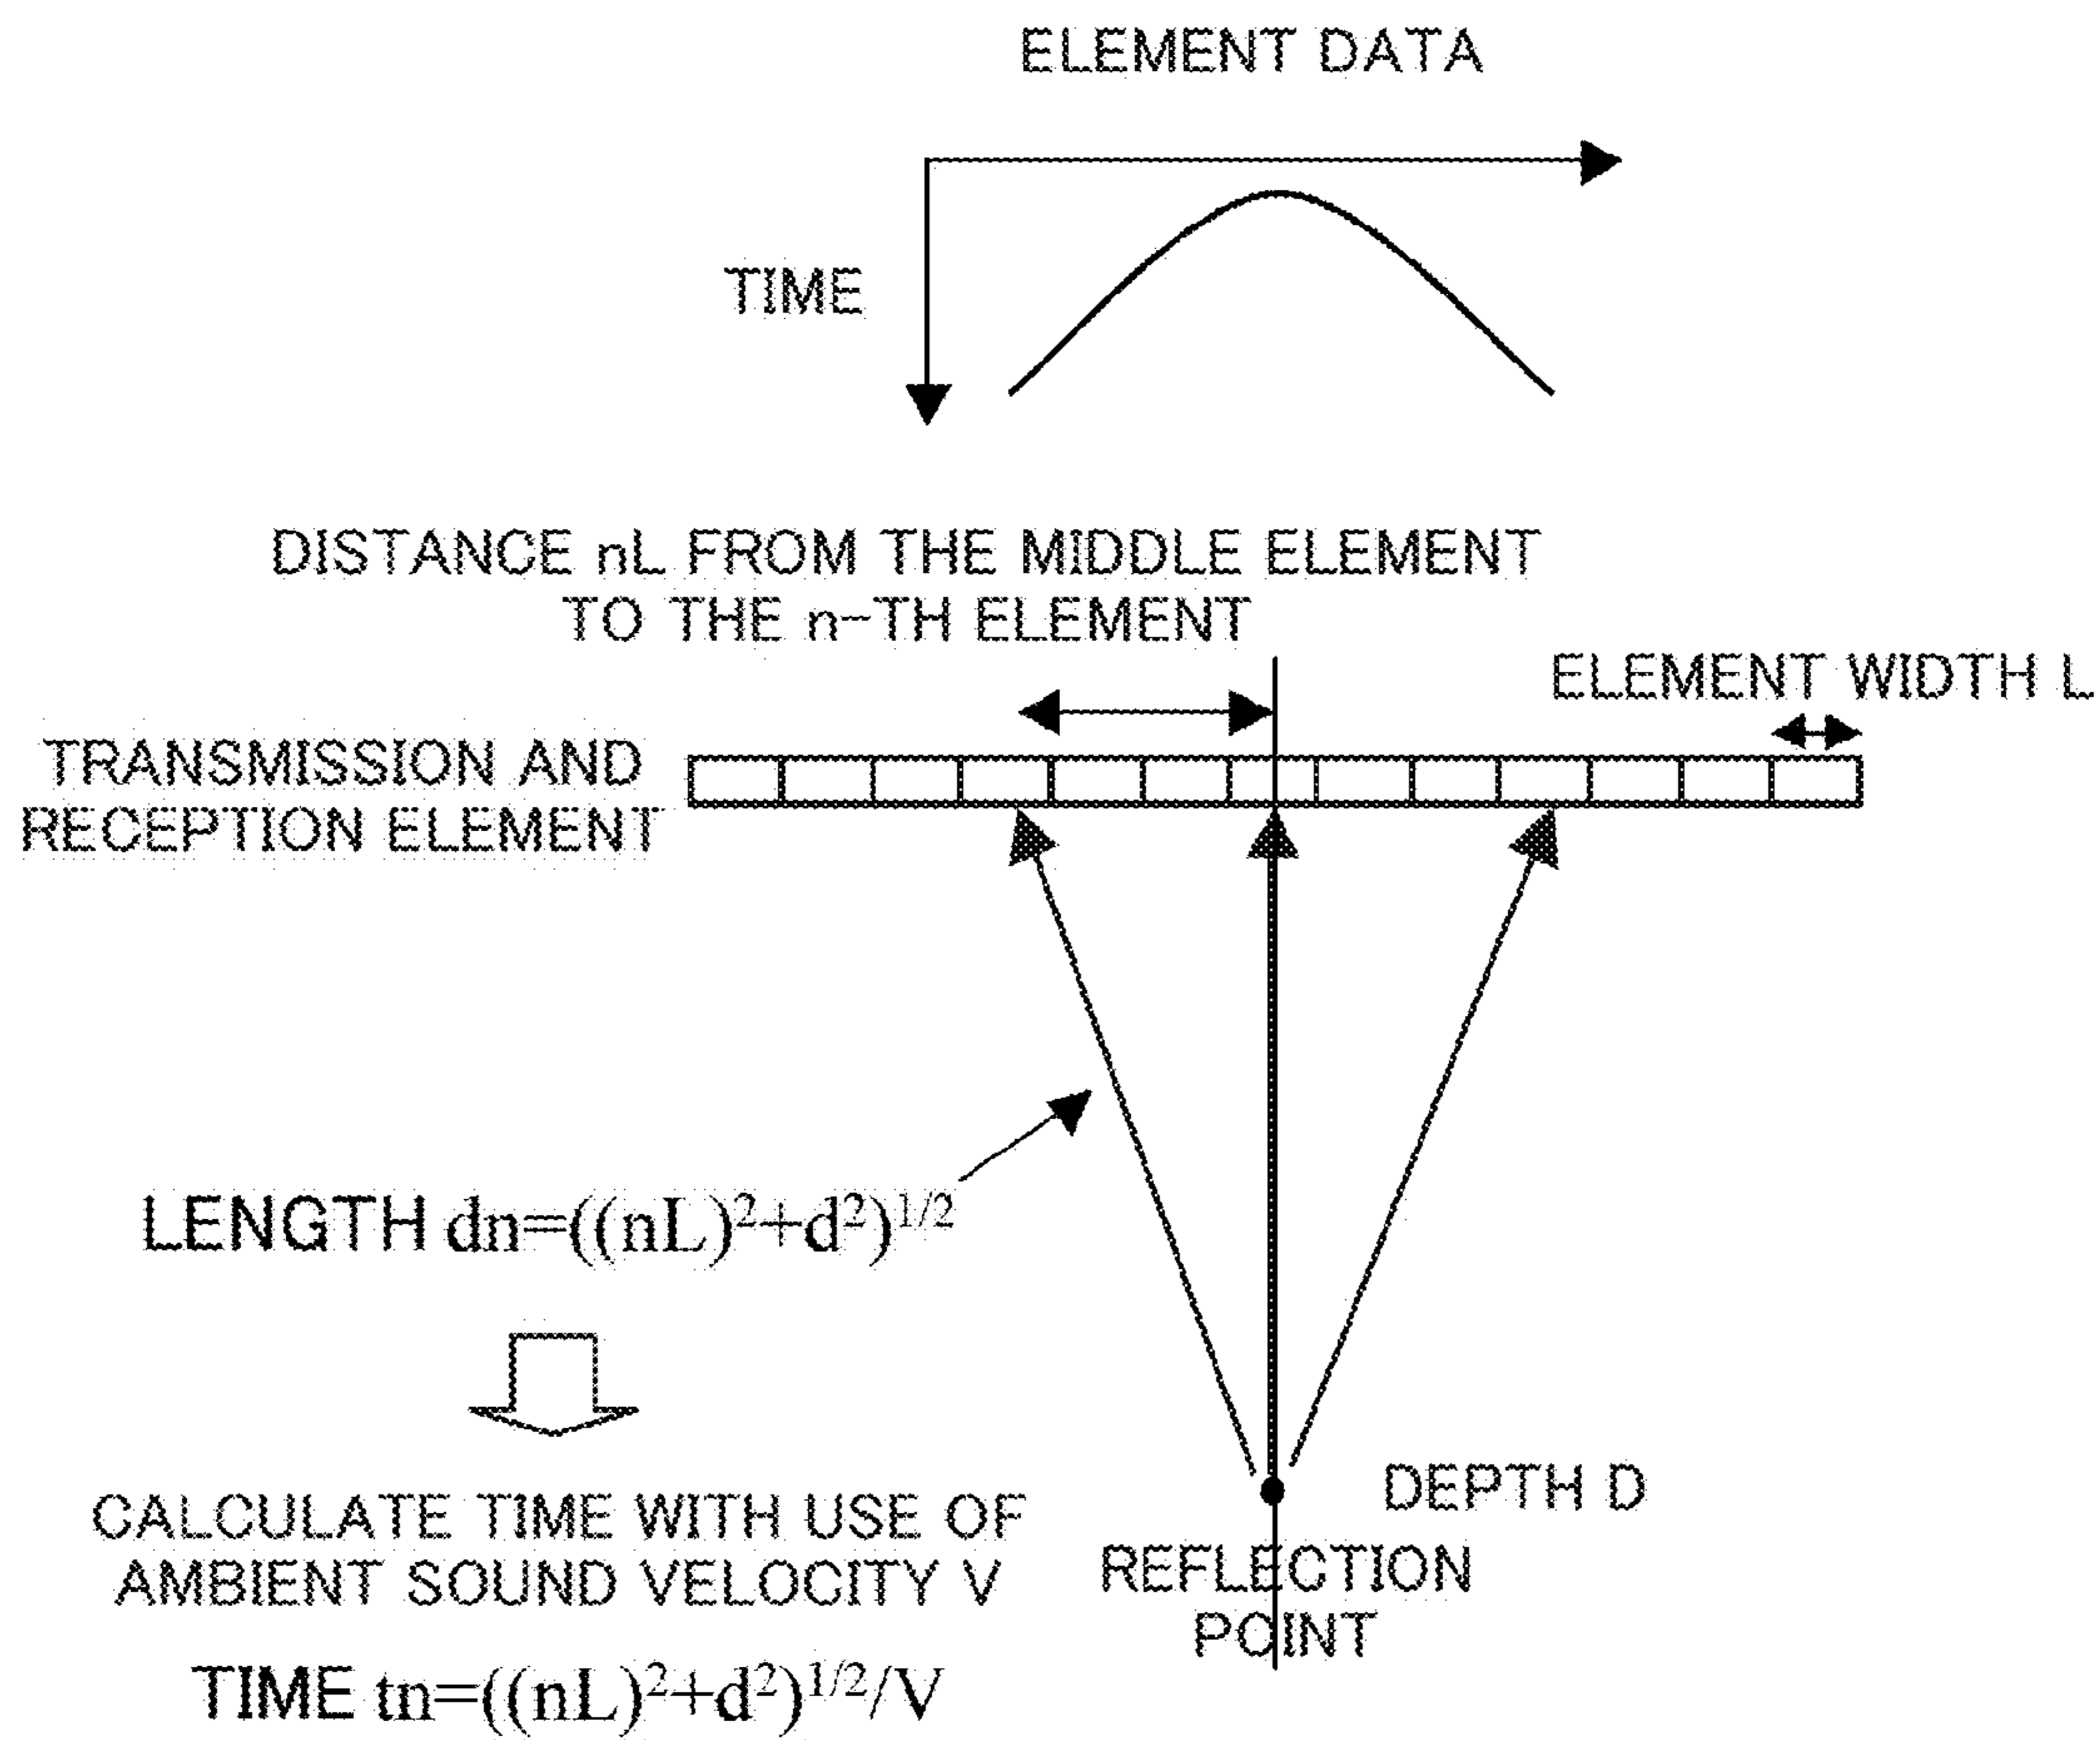 ELEMENT DATA
TIME
DISTANCE nL FROM THE MIDDLE ELEMENT
TO THE n-TH ELEMENT
ELEMENT WIDTH L
TRANSMISSION AND
RECEPTION ELEMENT
LENGTH dn=((nL)²+d²)¹/²
CALCULATE TIME WITH USE OF
AMBIENT SOUND VELOCITY V
TIME tn=((nL)²+d²)¹/²/V
DEPTH D
REFLECTION
POINT